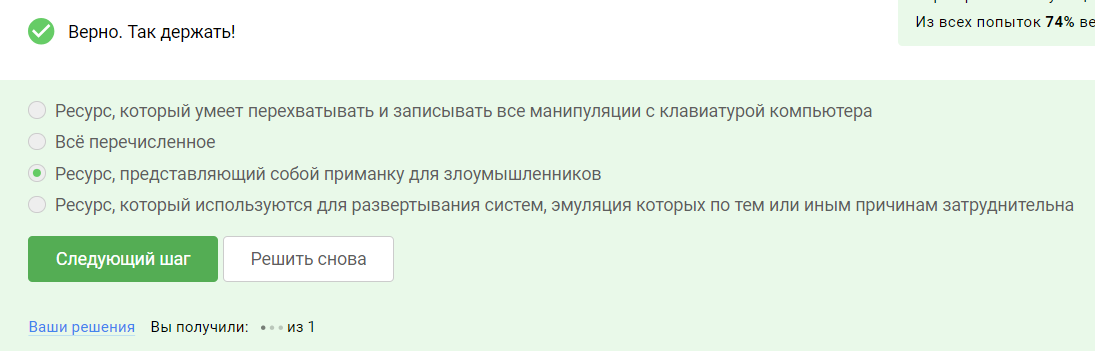 Из всех попыток 74% ве
Верно. Так держать!
Ресурс, который умеет перехватывать и записывать все манипуляции с клавиатурой компьютера
Всё перечисленное
Ресурс, представляющий собой приманку для злоумышленников
Ресурс, который используются для развертывания систем, эмуляция которых по тем или иным причинам затруднительна
Следующий шаг
Решить снова
Ваши решения Вы получили: из 1